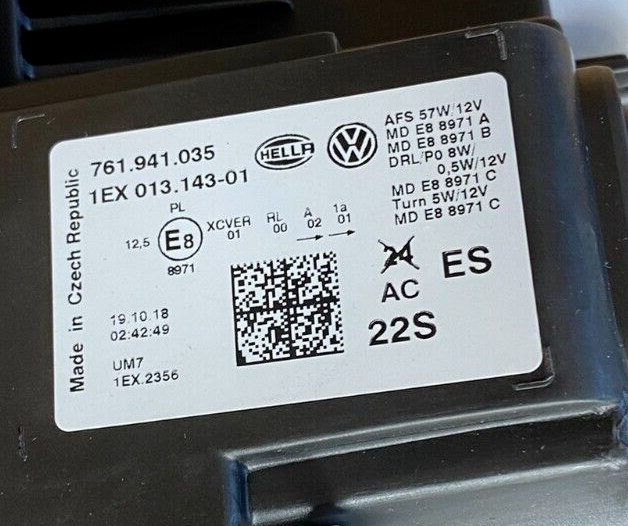 Made in Czech Republic
761.941.035
1EX 013.143-01
HELLA
VW
AFS 57W/12V
MD E8 8971 A
MD E8 8971 B
DRL/P0 8W/
0,5W/12V
MD E8 8971 C
Turn 5W/12V
MD E8 8971 C
PL
12,5 E8 XCVER RL A 1a
01 00 02 01
8971
24 ES
AC
22S
19.10.18
02:42:49
UM7
1EX.2356